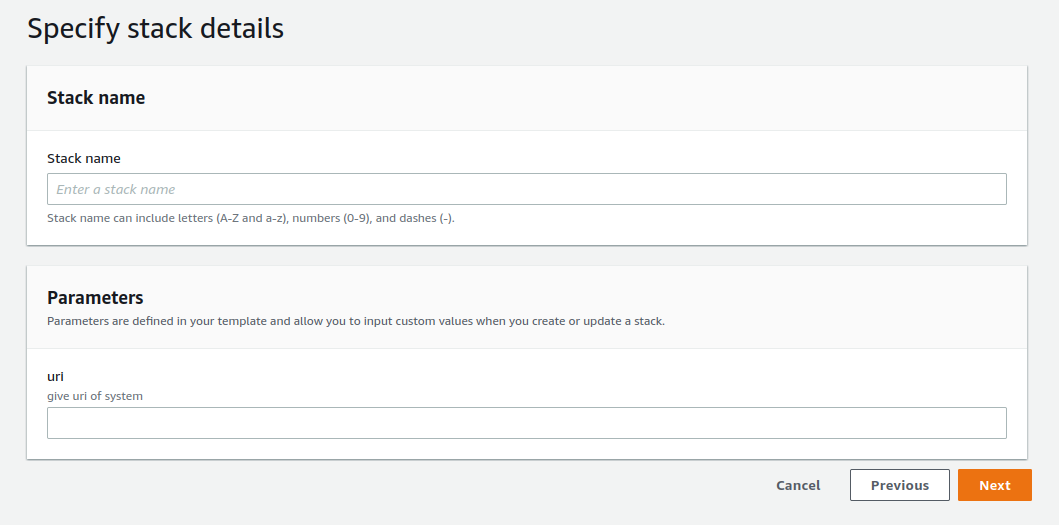 Specify stack details
Stack name
Stack name
Enter a stack name
Stack name can include letters (A-Z and a-z), numbers (0-9), and dashes (-).
Parameters
Parameters are defined in your template and allow you to input custom values when you create or update a stack.
uri
give uri of system
Cancel Previous Next